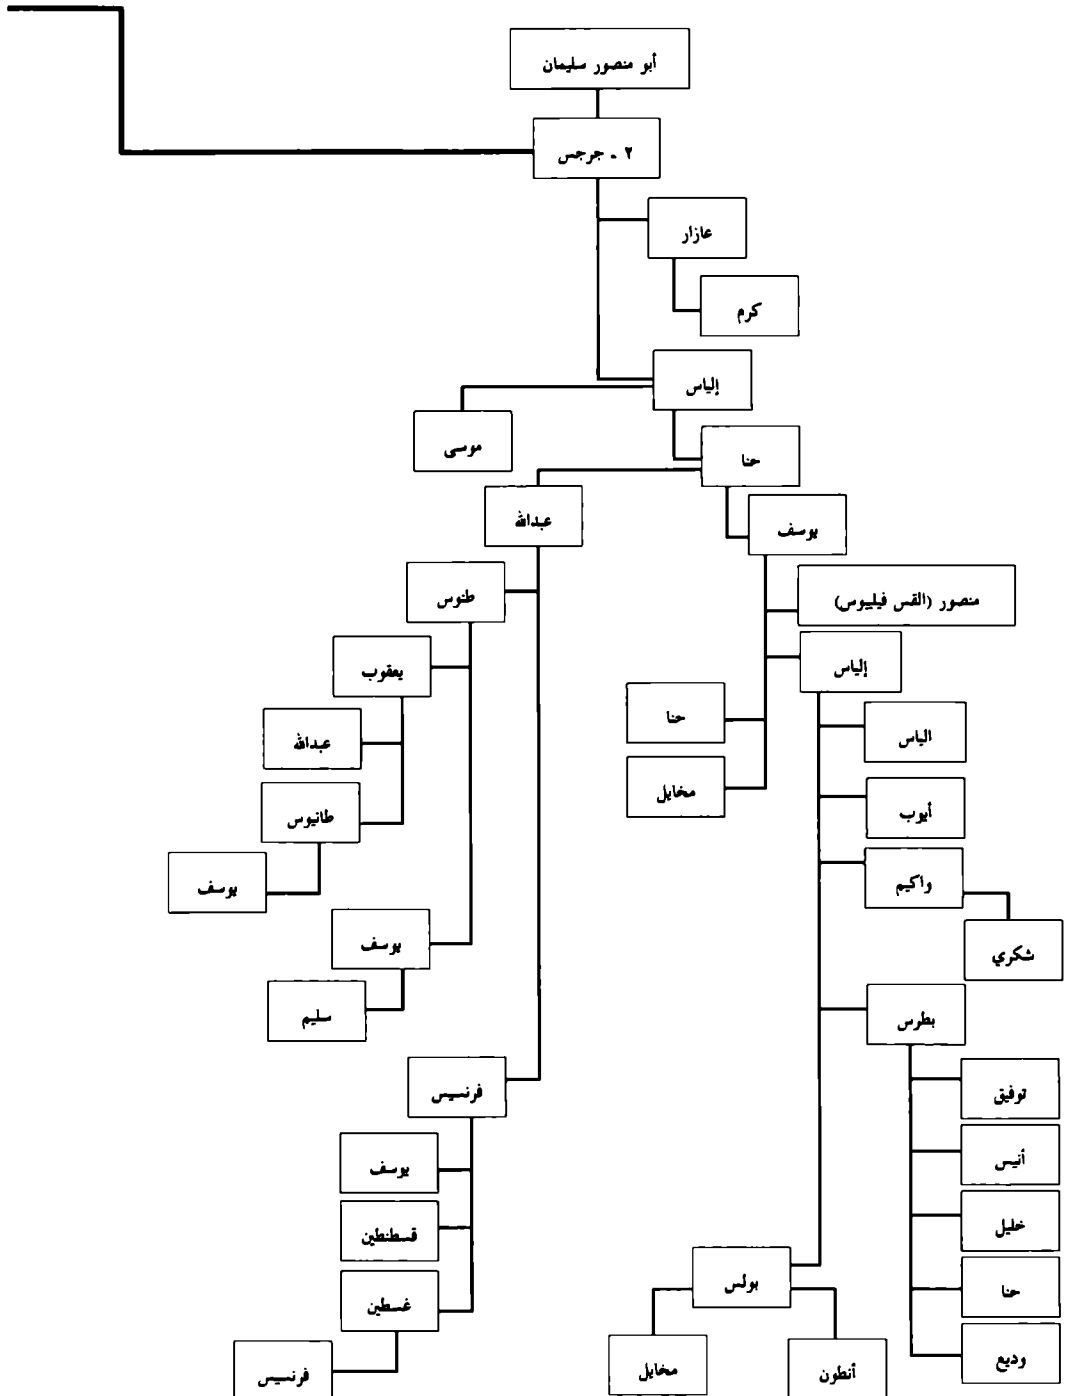 أبو منصور سليمان
٢ - جرجس
عازار
كرم
إلياس
موسى
حنا
عبدالله
يوسف
طنوس
منصور (القس فيليبوس)
إلياس
يعقوب
حنا
الياس
عبدالله
مخايل
أيوب
طانيوس
واكيم
يوسف
يوسف
شكري
سليم
بطرس
فرنسيس
توفيق
يوسف
أنيس
قسطنطين
خليل
بولس
حنا
غسطين
وديع
مخايل
أنطون
فرنسيس